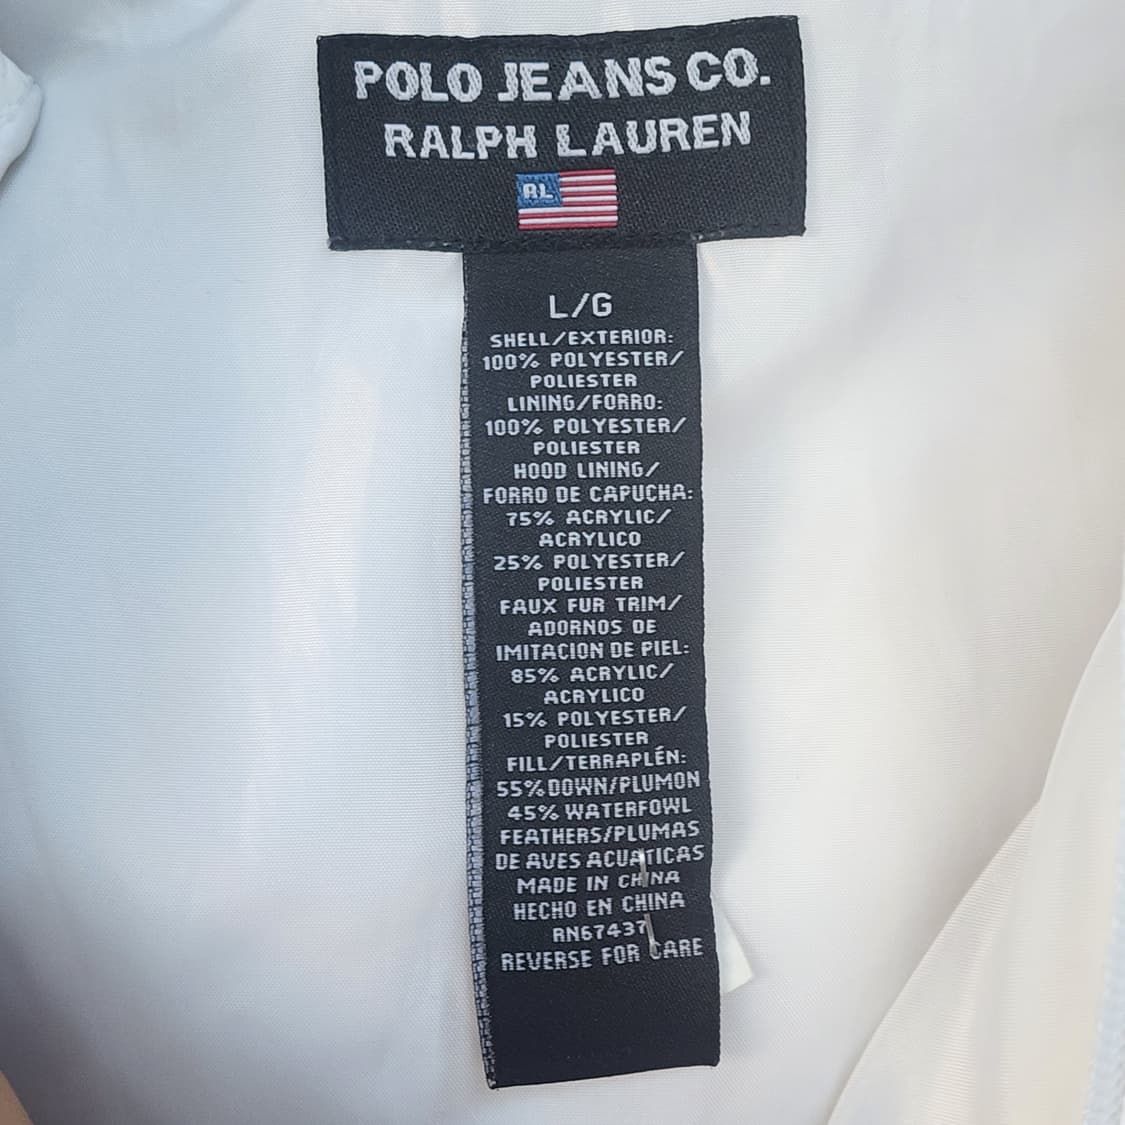 POLO JEANS CO.
RALPH LAUREN
RL
L/G
SHELL/EXTERIOR:
100% POLYESTER/
POLIESTER
LINING/FORRO:
100% POLYESTER/
POLIESTER
HOOD LINING/
FORRO DE CAPUCHA:
75% ACRYLIC/
ACRYLICO
25% POLYESTER/
POLIESTER
FAUX FUR TRIM/
ADORNOS DE
IMITACION DE PIEL:
85% ACRYLIC/
ACRYLICO
15% POLYESTER/
POLIESTER
FILL/TERRAPLÉN:
55%DOWN/PLUMON
45% WATERFOWL
FEATHERS/PLUMAS
DE AVES ACUATICAS
MADE IN CHINA
HECHO EN CHINA
RN67437
REVERSE FOR CARE